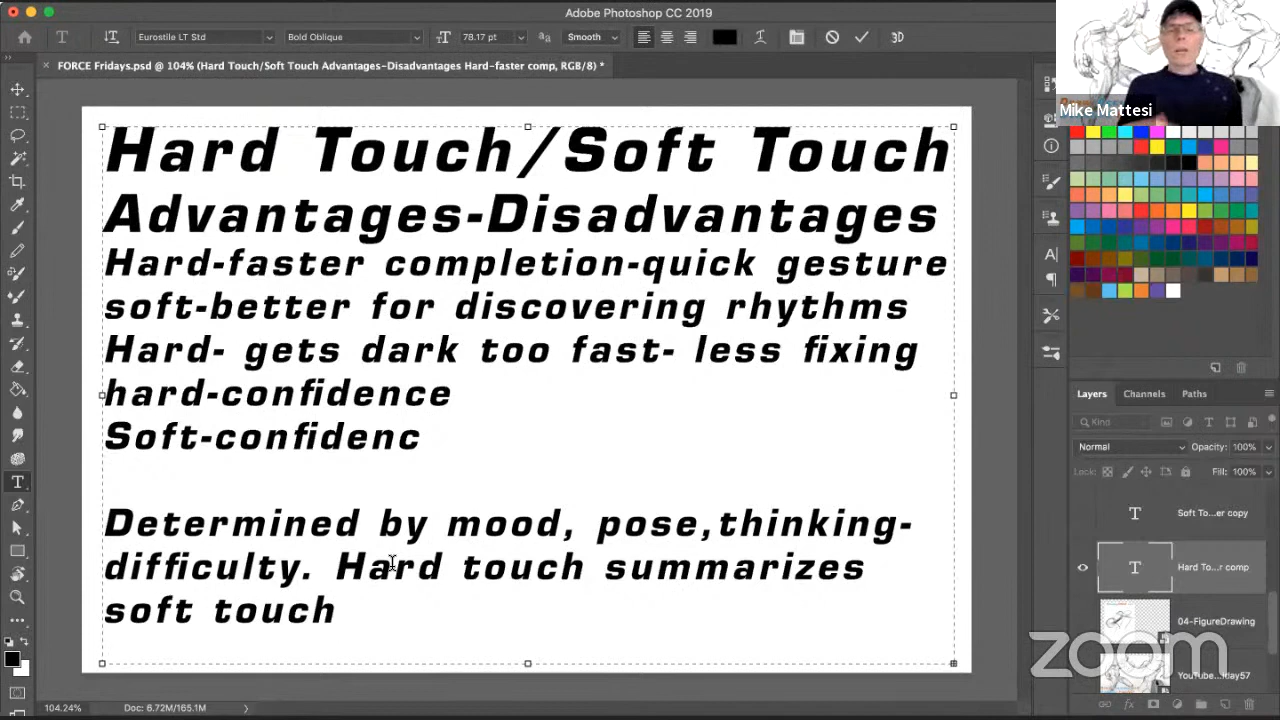 Adobe Photoshop CC 2019
Eurostile LT Std
Bold Oblique
78.17 pt
Smooth
3D
FORCE Fridays.psd @ 104% (Hard Touch/Soft Touch Advantages-Disadvantages Hard-faster comp, RGB/8) *
Mike Mattesi
Hard Touch/Soft Touch
Advantages-Disadvantages
Hard-faster completion-quick gesture
soft-better for discovering rhythms
Hard- gets dark too fast- less fixing
hard-confidence
Soft-confidenc
Determined by mood, pose,thinking-
difficulty. Hard touch summarizes
soft touch
Layers Channels Paths
Kind
Normal
Opacity: 100%
Lock:
Fill: 100%
Soft To...er copy
Hard To...r comp
04-FigureDrawing
zoom
104.24%
Doc: 6.72M/165.1M